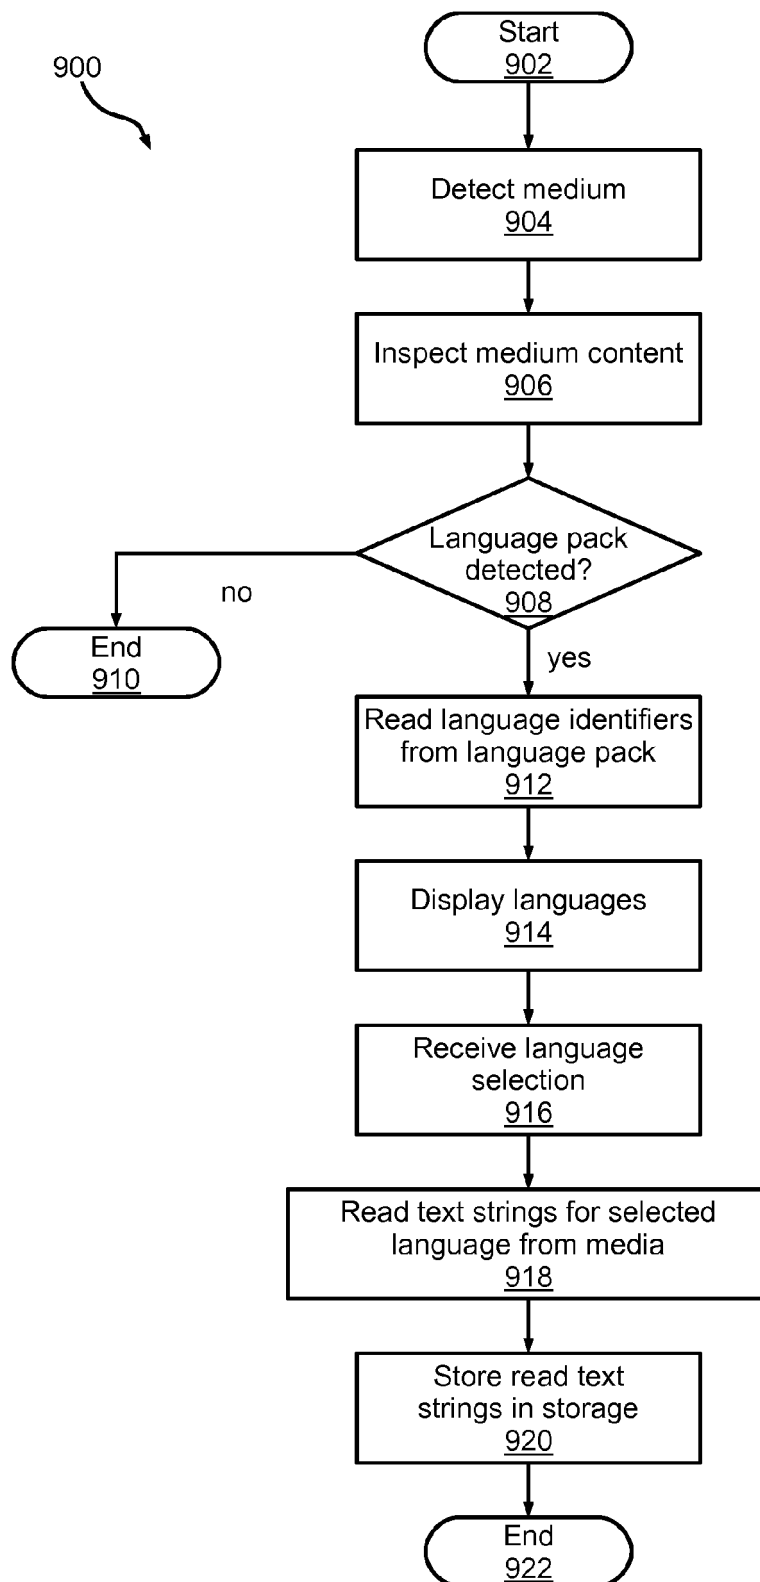 Start
902
900
Detect medium
904
Inspect medium content
906
Language pack
detected?
908
no
End
910
yes
Read language identifiers
from language pack
912
Display languages
914
Receive language
selection
916
Read text strings for selected
language from media
918
Store read text
strings in storage
920
End
922